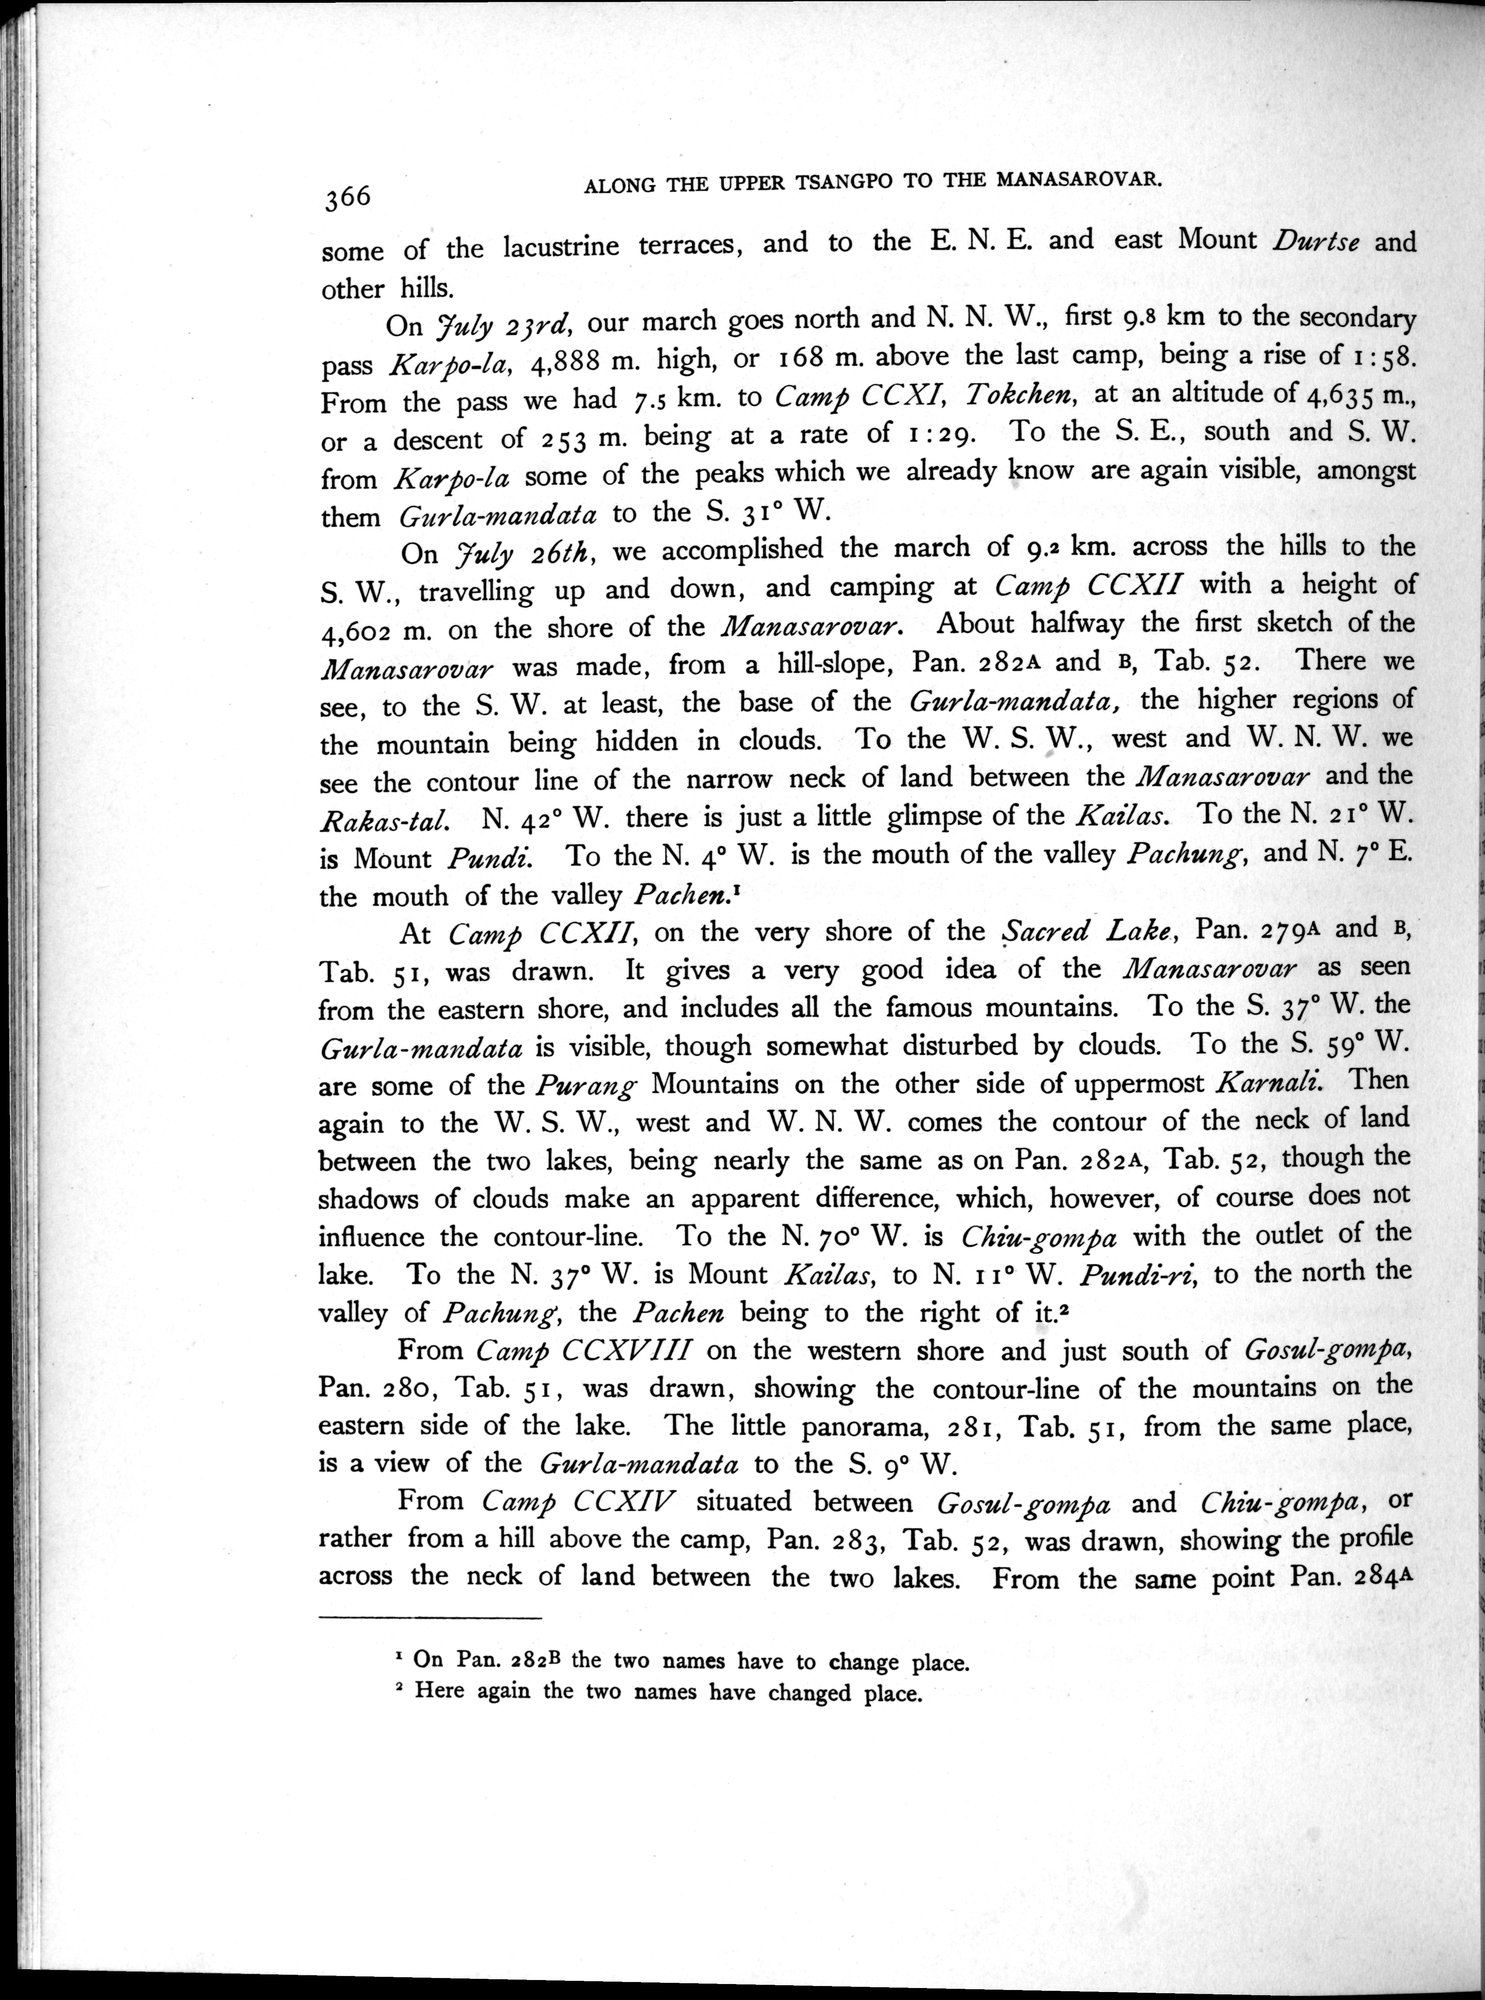 366 ALONG THE UPPER TSANGPO TO THE MANASAROVAR.
some of the lacustrine terraces, and to the E. N. E. and east Mount Durtse and
other hills.
On July 23rd, our march goes north and N. N. W., first 9.8 km to the secondary
pass Karpo-la, 4,888 m. high, or 168 m. above the last camp, being a rise of 1:58.
From the pass we had 7.5 km. to Camp CCXI, Tokchen, at an altitude of 4,635 m.,
or a descent of 253 m. being at a rate of 1:29. To the S. E., south and S. W.
from Karpo-la some of the peaks which we already know are again visible, amongst
them Gurla-mandata to the S. 31° W.
On July 26th, we accomplished the march of 9.2 km. across the hills to the
S. W., travelling up and down, and camping at Camp CCXII with a height of
4,602 m. on the shore of the Manasarovar. About halfway the first sketch of the
Manasarovar was made, from a hill-slope, Pan. 282A and B, Tab. 52. There we
see, to the S. W. at least, the base of the Gurla-mandata, the higher regions of
the mountain being hidden in clouds. To the W. S. W., west and W. N. W. we
see the contour line of the narrow neck of land between the Manasarovar and the
Rakas-tal. N. 42° W. there is just a little glimpse of the Kailas. To the N. 21° W.
is Mount Pundi. To the N. 4° W. is the mouth of the valley Pachung, and N. 7° E.
the mouth of the valley Pachen.¹
At Camp CCXII, on the very shore of the Sacred Lake, Pan. 279A and B,
Tab. 51, was drawn. It gives a very good idea of the Manasarovar as seen
from the eastern shore, and includes all the famous mountains. To the S. 37° W. the
Gurla-mandata is visible, though somewhat disturbed by clouds. To the S. 59° W.
are some of the Purang Mountains on the other side of uppermost Karnali. Then
again to the W. S. W., west and W. N. W. comes the contour of the neck of land
between the two lakes, being nearly the same as on Pan. 282A, Tab. 52, though the
shadows of clouds make an apparent difference, which, however, of course does not
influence the contour-line. To the N. 70° W. is Chiu-gompa with the outlet of the
lake. To the N. 37° W. is Mount Kailas, to N. 11° W. Pundi-ri, to the north the
valley of Pachung, the Pachen being to the right of it.²
From Camp CCXVIII on the western shore and just south of Gosul-gompa,
Pan. 280, Tab. 51, was drawn, showing the contour-line of the mountains on the
eastern side of the lake. The little panorama, 281, Tab. 51, from the same place,
is a view of the Gurla-mandata to the S. 9° W.
From Camp CCXIV situated between Gosul-gompa and Chiu-gompa, or
rather from a hill above the camp, Pan. 283, Tab. 52, was drawn, showing the profile
across the neck of land between the two lakes. From the same point Pan. 284A
¹ On Pan. 282B the two names have to change place.
² Here again the two names have changed place.